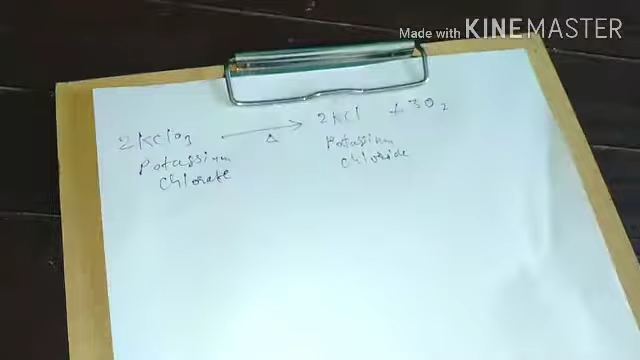 Made with KINEMASTER
2KClO3 —Δ→ 2KCl + 3O2
Potassium Chlorate
Potassium Chloride